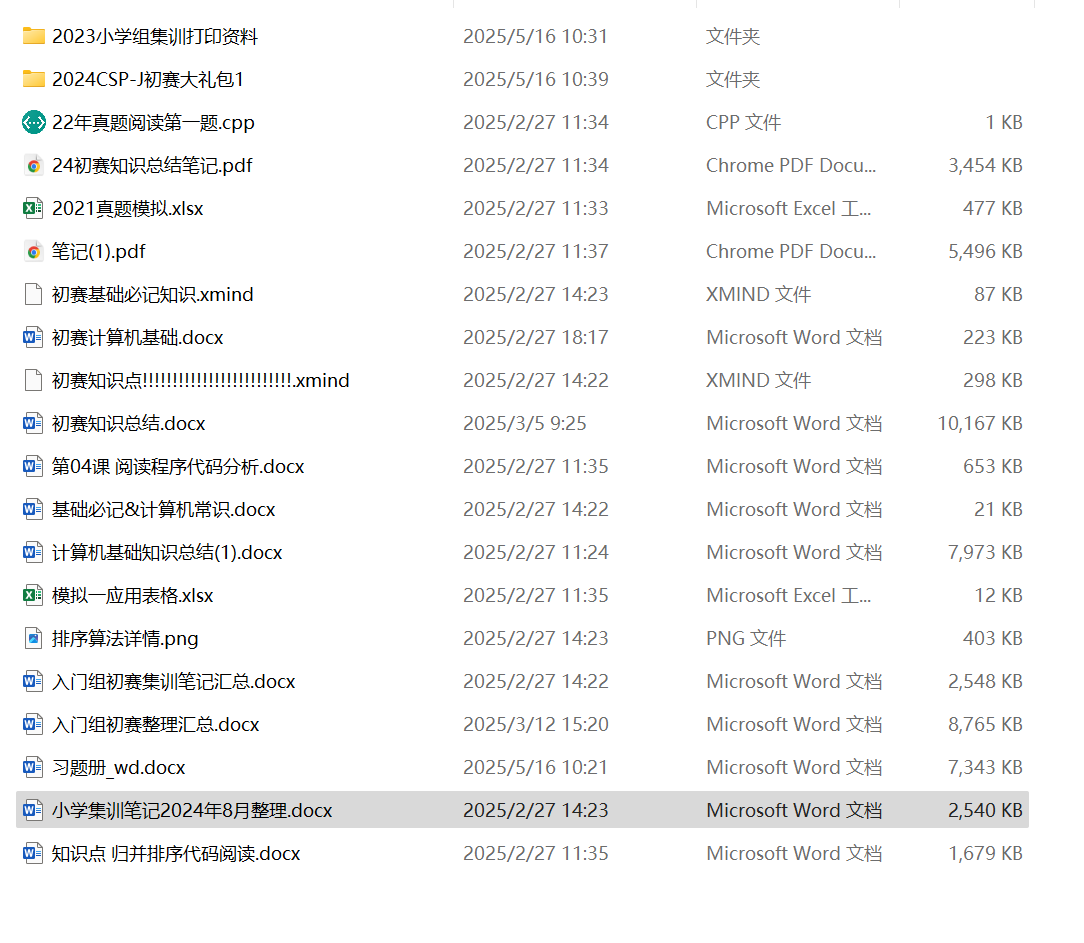 2023小学组集训打印资料 2025/5/16 10:31 文件夹
2024CSP-J初赛大礼包1 2025/5/16 10:39 文件夹
22年真题阅读第一题.cpp 2025/2/27 11:34 CPP 文件 1 KB
24初赛知识总结笔记.pdf 2025/2/27 11:34 Chrome PDF Docu... 3,454 KB
2021真题模拟.xlsx 2025/2/27 11:33 Microsoft Excel 工... 477 KB
笔记(1).pdf 2025/2/27 11:37 Chrome PDF Docu... 5,496 KB
初赛基础必记知识.xmind 2025/2/27 14:23 XMIND 文件 87 KB
初赛计算机基础.docx 2025/2/27 18:17 Microsoft Word 文档 223 KB
初赛知识点!!!!!!!!!!!!!!!!!!!!!!!!!.xmind 2025/2/27 14:22 XMIND 文件 298 KB
初赛知识总结.docx 2025/3/5 9:25 Microsoft Word 文档 10,167 KB
第04课 阅读程序代码分析.docx 2025/2/27 11:35 Microsoft Word 文档 653 KB
基础必记&计算机常识.docx 2025/2/27 14:22 Microsoft Word 文档 21 KB
计算机基础知识总结(1).docx 2025/2/27 11:24 Microsoft Word 文档 7,973 KB
模拟一应用表格.xlsx 2025/2/27 11:35 Microsoft Excel 工... 12 KB
排序算法详情.png 2025/2/27 14:23 PNG 文件 403 KB
入门组初赛集训笔记汇总.docx 2025/2/27 14:22 Microsoft Word 文档 2,548 KB
入门组初赛整理汇总.docx 2025/3/12 15:20 Microsoft Word 文档 8,765 KB
习题册_wd.docx 2025/5/16 10:21 Microsoft Word 文档 7,343 KB
小学集训笔记2024年8月整理.docx 2025/2/27 14:23 Microsoft Word 文档 2,540 KB
知识点 归并排序代码阅读.docx 2025/2/27 11:35 Microsoft Word 文档 1,679 KB